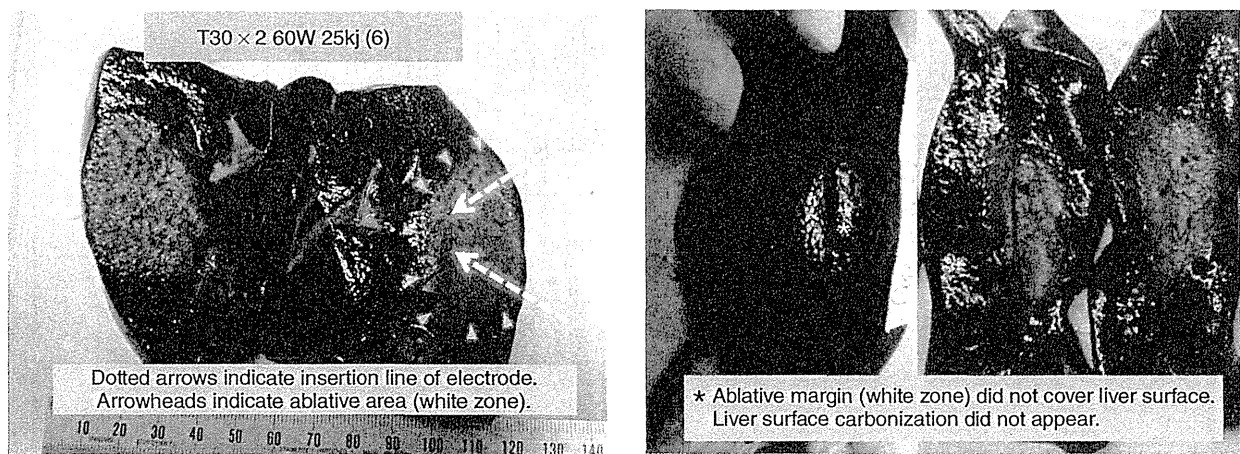 T30 × 2 60W 25kj (6)
Dotted arrows indicate insertion line of electrode.
Arrowheads indicate ablative area (white zone).
10 20 30 40 50 60 70 80 90 100 110 120 130 140
* Ablative margin (white zone) did not cover liver surface.
Liver surface carbonization did not appear.